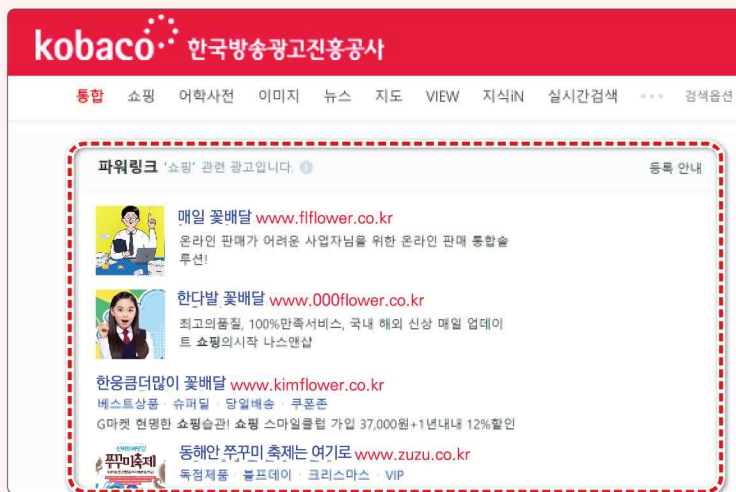 kobaco 한국방송광고진흥공사
통합 쇼핑 어학사전 이미지 뉴스 지도 VIEW 지식iN 실시간검색 ••• 검색옵션
파워링크 '쇼핑' 관련 광고입니다. i 등록 안내
매일 꽃배달 www.flflower.co.kr
온라인 판매가 어려운 사업자님을 위한 온라인 판매 통합솔
루션!
한다발 꽃배달 www.000flower.co.kr
최고의품질, 100%만족서비스, 국내 해외 신상 매일 업데이
트 쇼핑의시작 나스앤샵
한웅큼더많이 꽃배달 www.kimflower.co.kr
베스트상품 · 슈퍼딜 · 당일배송 · 쿠폰존
G마켓 현명한 쇼핑습관! 쇼핑 스마일클럽 가입 37,000원+1년내내 12%할인
쭈꾸미축제
동해안 쭈꾸미 축제는 여기로 www.zuzu.co.kr
독점제품 · 블프데이 · 크리스마스 · VIP